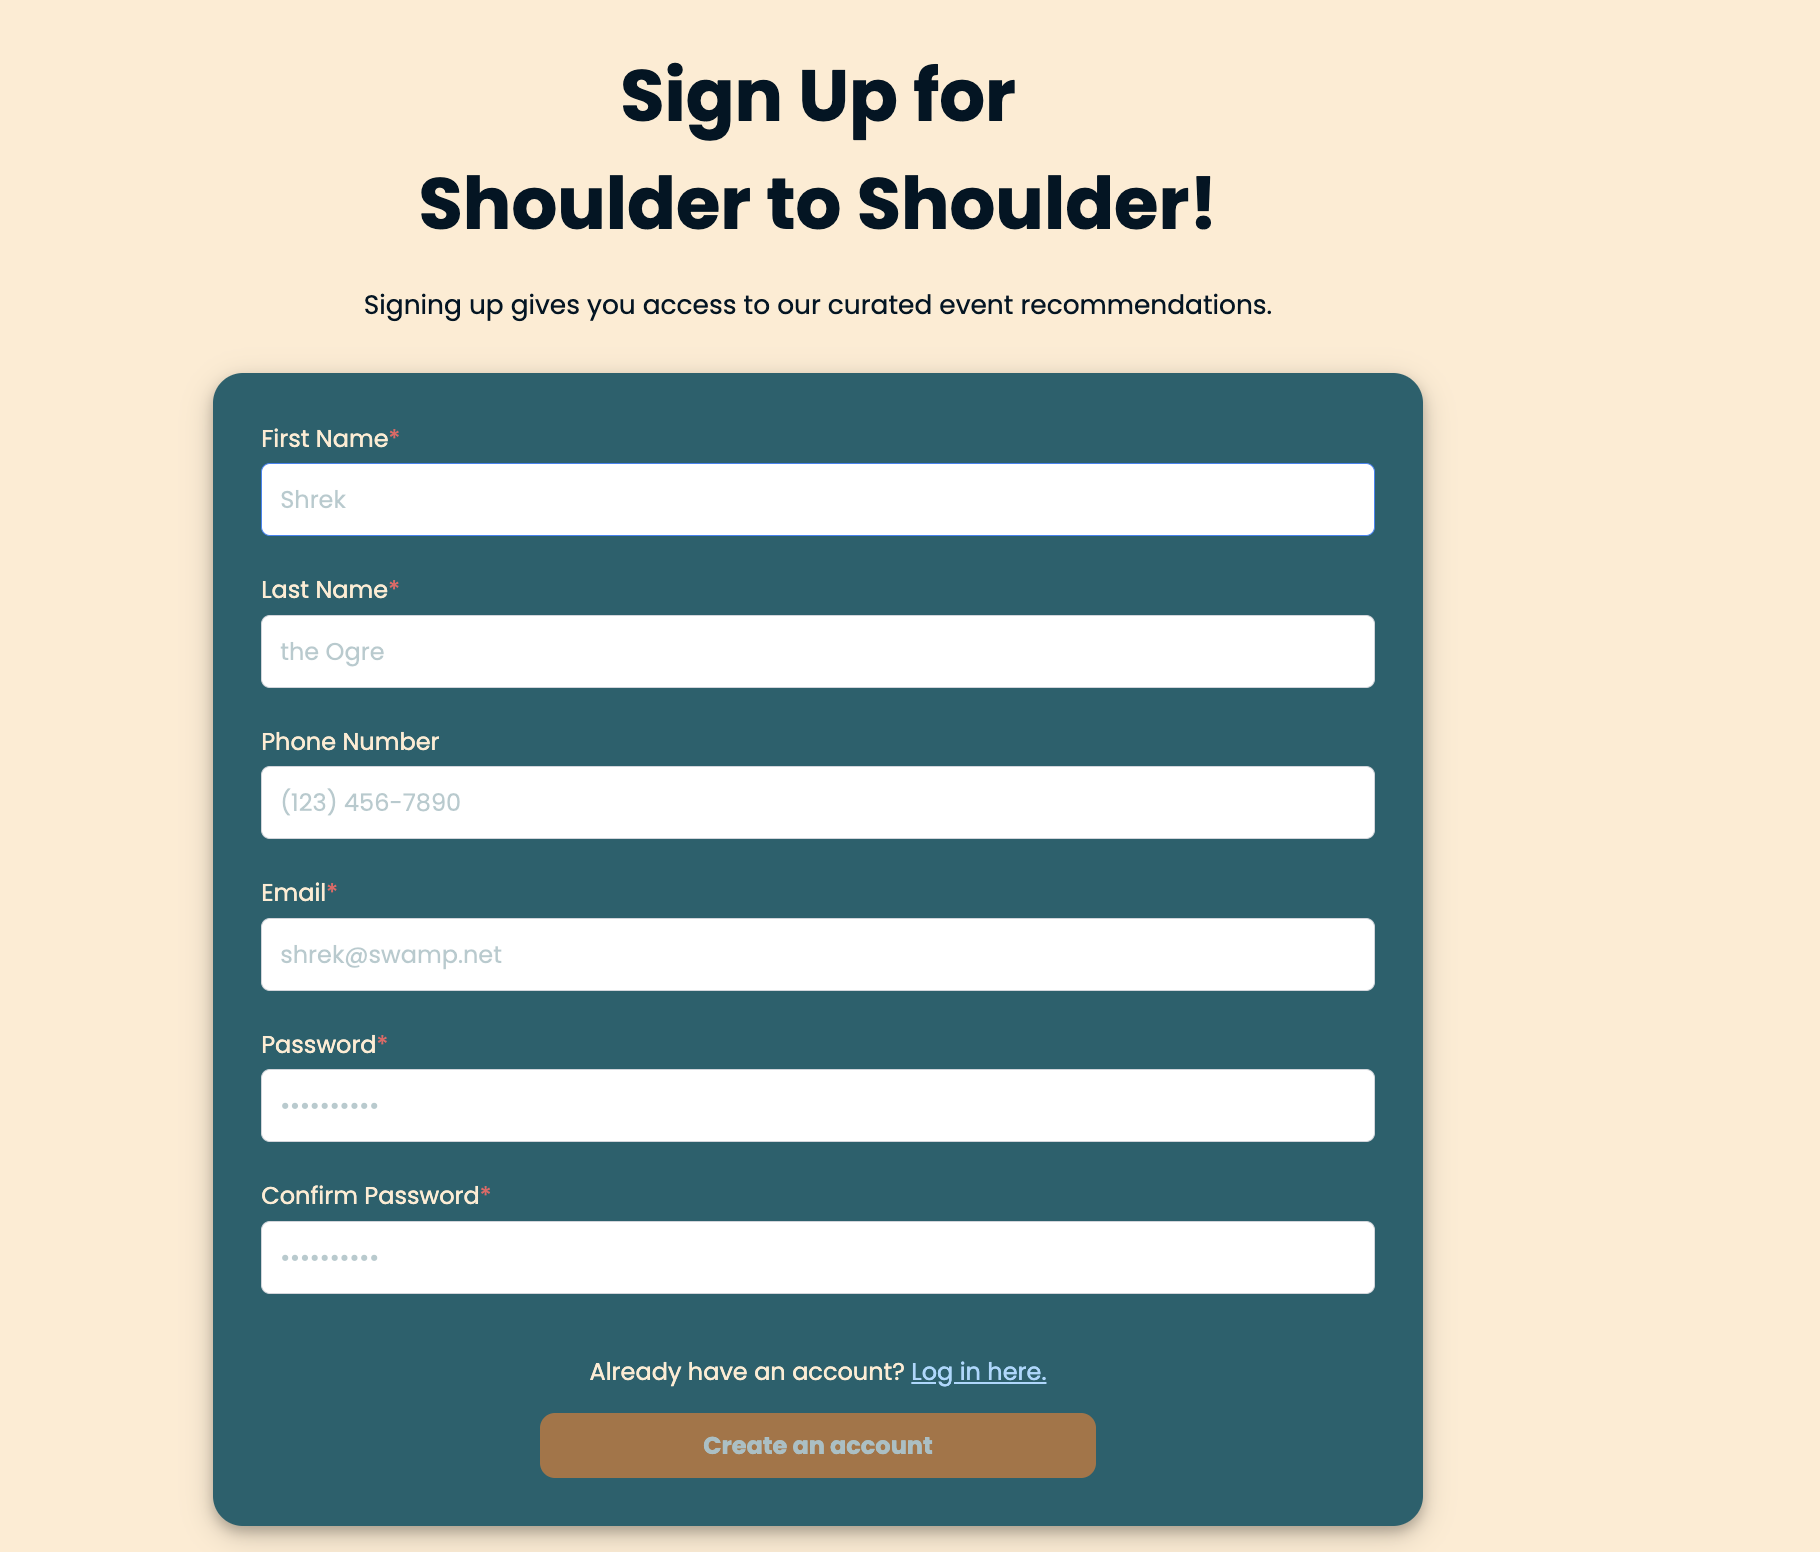 Sign Up for
Shoulder to Shoulder!
Signing up gives you access to our curated event recommendations.
First Name*
Shrek
Last Name*
the Ogre
Phone Number
(123) 456-7890
Email*
shrek@swamp.net
Password*
••••••••••
Confirm Password*
••••••••••
Already have an account? Log in here.
Create an account